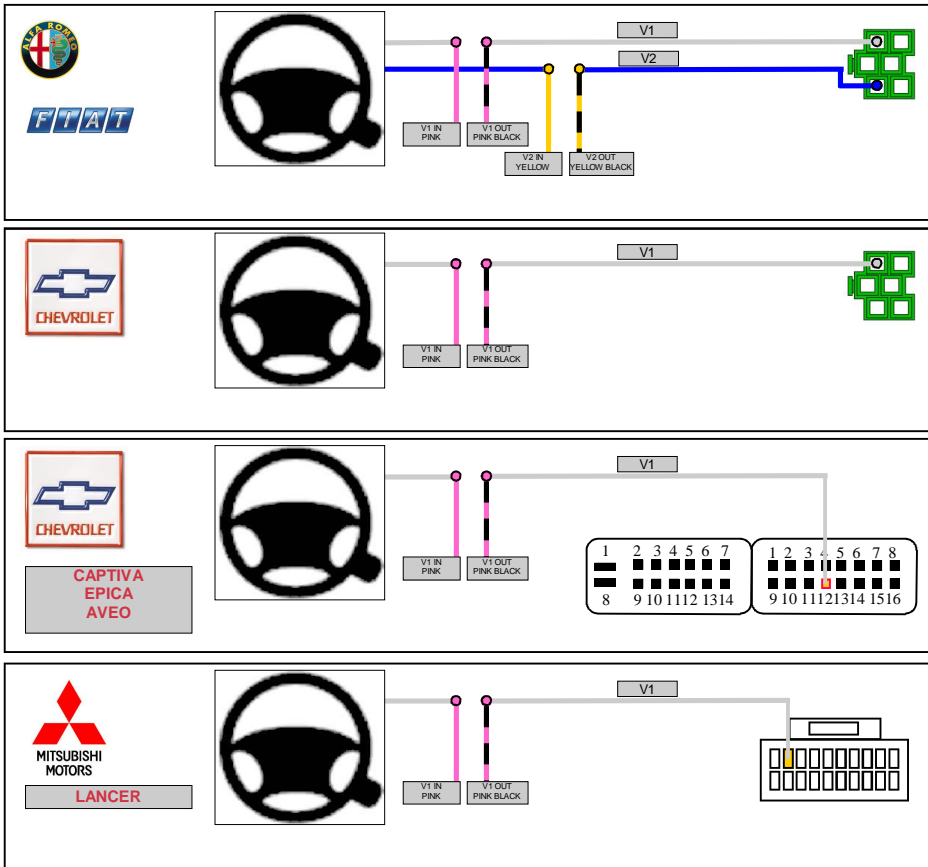 ALFA ROMEO
FIAT
V1
V2
V1 IN
PINK
V1 OUT
PINK BLACK
V2 IN
YELLOW
V2 OUT
YELLOW BLACK
CHEVROLET
V1
V1 IN
PINK
V1 OUT
PINK BLACK
CHEVROLET
CAPTIVA
EPICA
AVEO
V1
V1 IN
PINK
V1 OUT
PINK BLACK
1 2 3 4 5 6 7
8 9 10 11 12 13 14
1 2 3 4 5 6 7 8
9 10 11 12 13 14 15 16
MITSUBISHI
MOTORS
LANCER
V1
V1 IN
PINK
V1 OUT
PINK BLACK